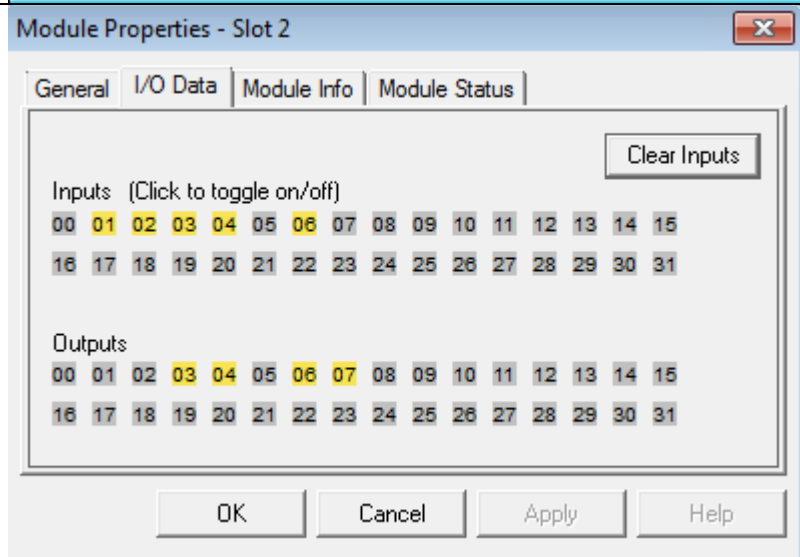 Module Properties - Slot 2
General I/O Data Module Info Module Status
Clear Inputs
Inputs (Click to toggle on/off)
00 01 02 03 04 05 06 07 08 09 10 11 12 13 14 15
16 17 18 19 20 21 22 23 24 25 26 27 28 29 30 31
Outputs
00 01 02 03 04 05 06 07 08 09 10 11 12 13 14 15
16 17 18 19 20 21 22 23 24 25 26 27 28 29 30 31
OK Cancel Apply Help